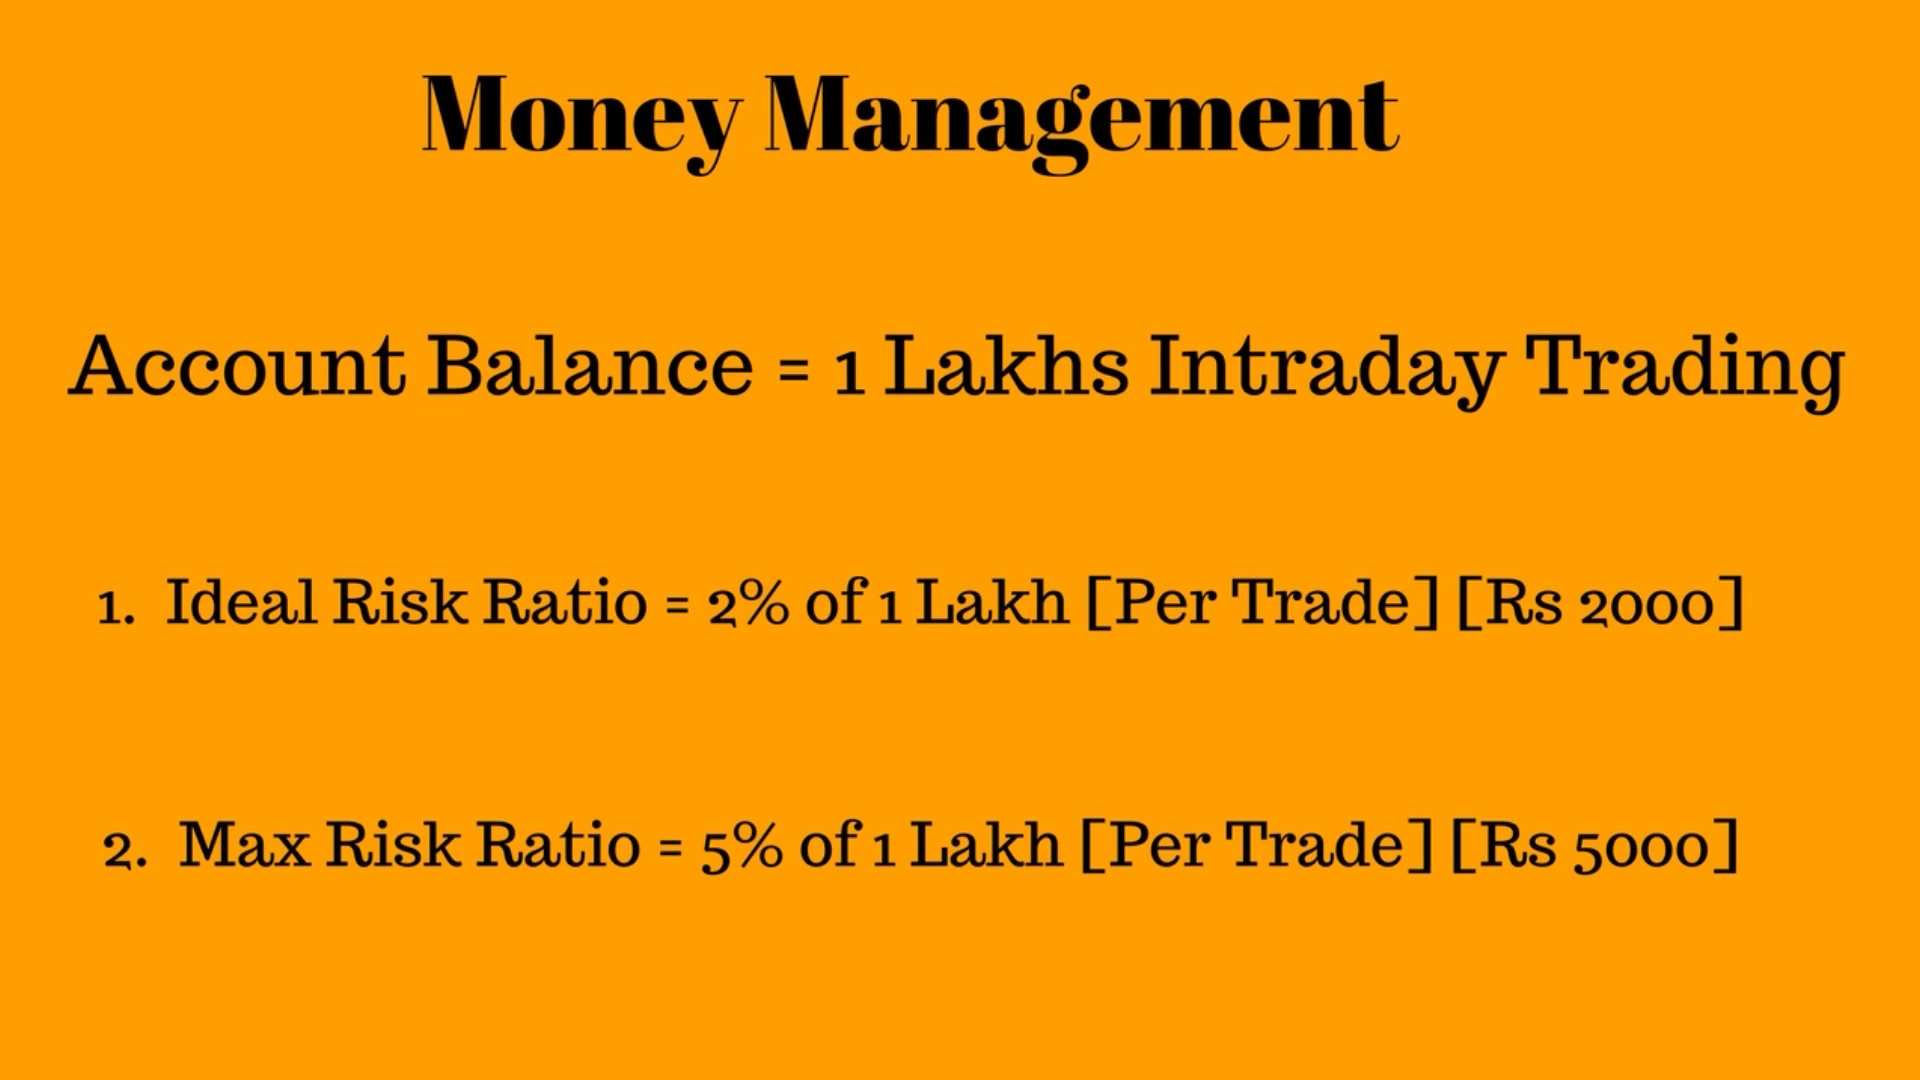 Money Management
Account Balance = 1 Lakhs Intraday Trading
1. Ideal Risk Ratio = 2% of 1 Lakh [Per Trade] [Rs 2000]
2. Max Risk Ratio = 5% of 1 Lakh [Per Trade] [Rs 5000]